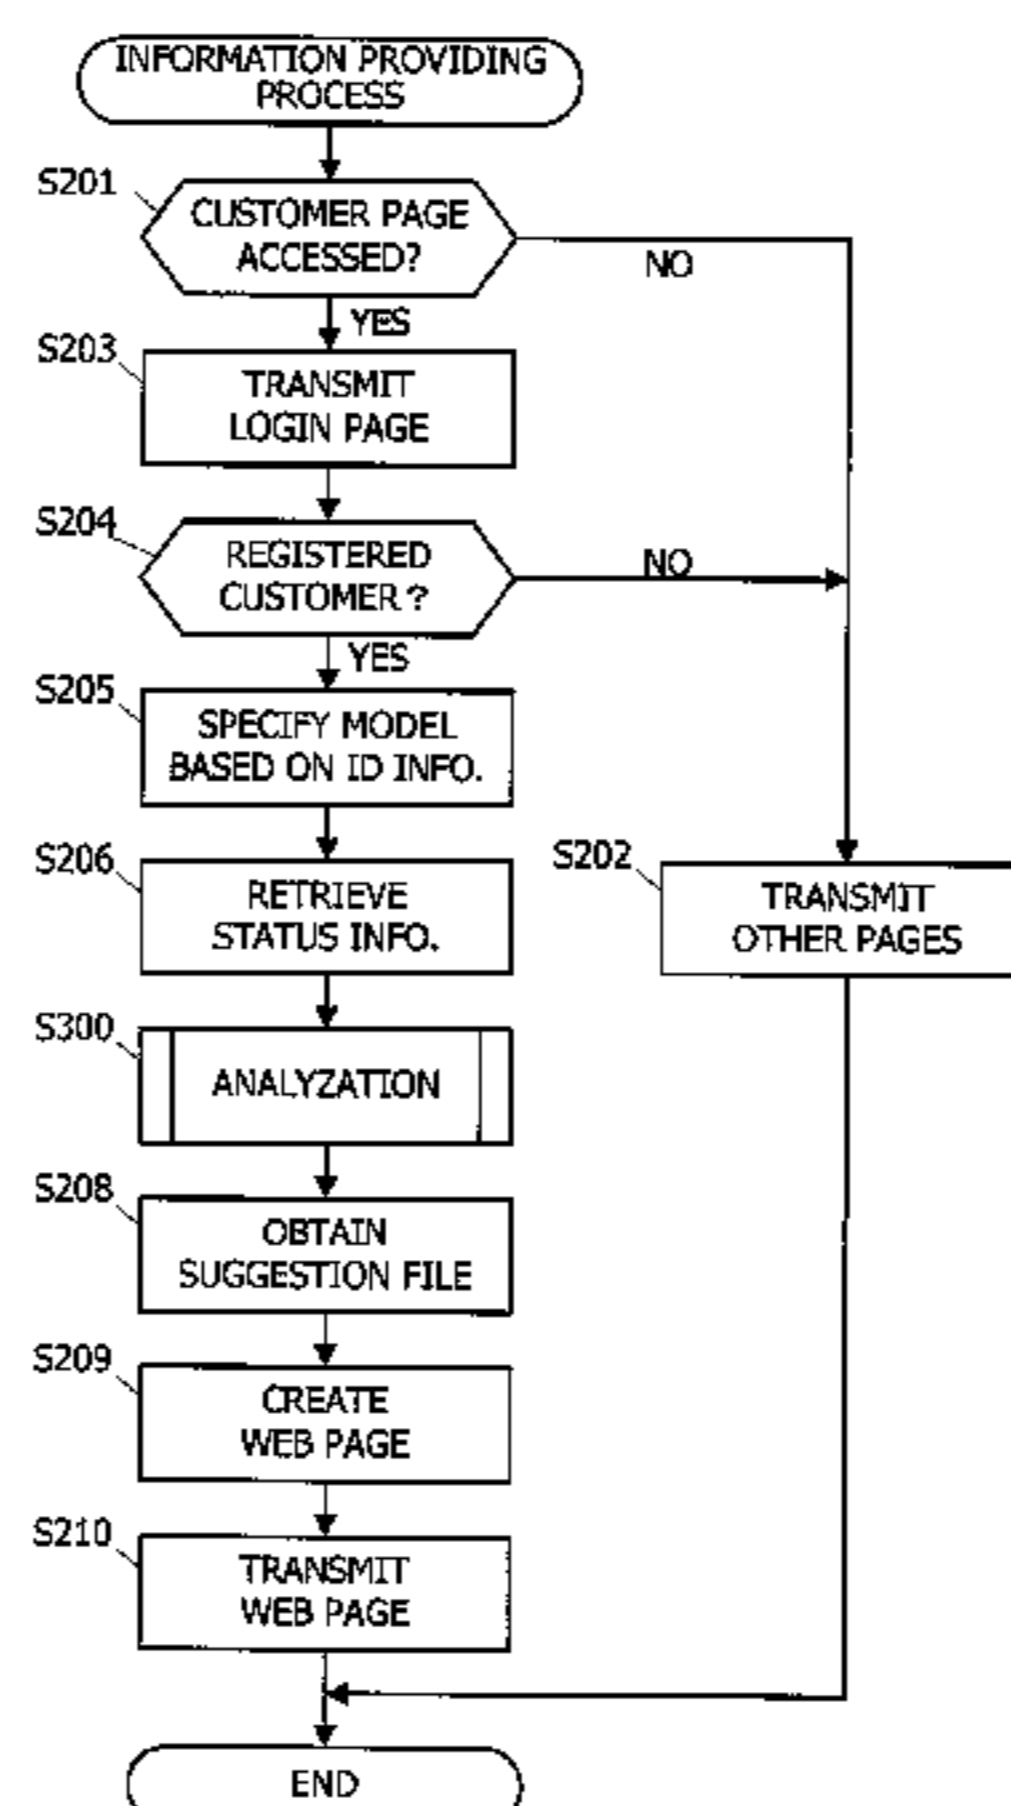 INFORMATION PROVIDING
PROCESS
S201
CUSTOMER PAGE
ACCESSED?
NO
YES
S203
TRANSMIT
LOGIN PAGE
S204
REGISTERED
CUSTOMER ?
NO
YES
S205
SPECIFY MODEL
BASED ON ID INFO.
S206
RETRIEVE
STATUS INFO.
S202
TRANSMIT
OTHER PAGES
S300
ANALYZATION
S208
OBTAIN
SUGGESTION FILE
S209
CREATE
WEB PAGE
S210
TRANSMIT
WEB PAGE
END